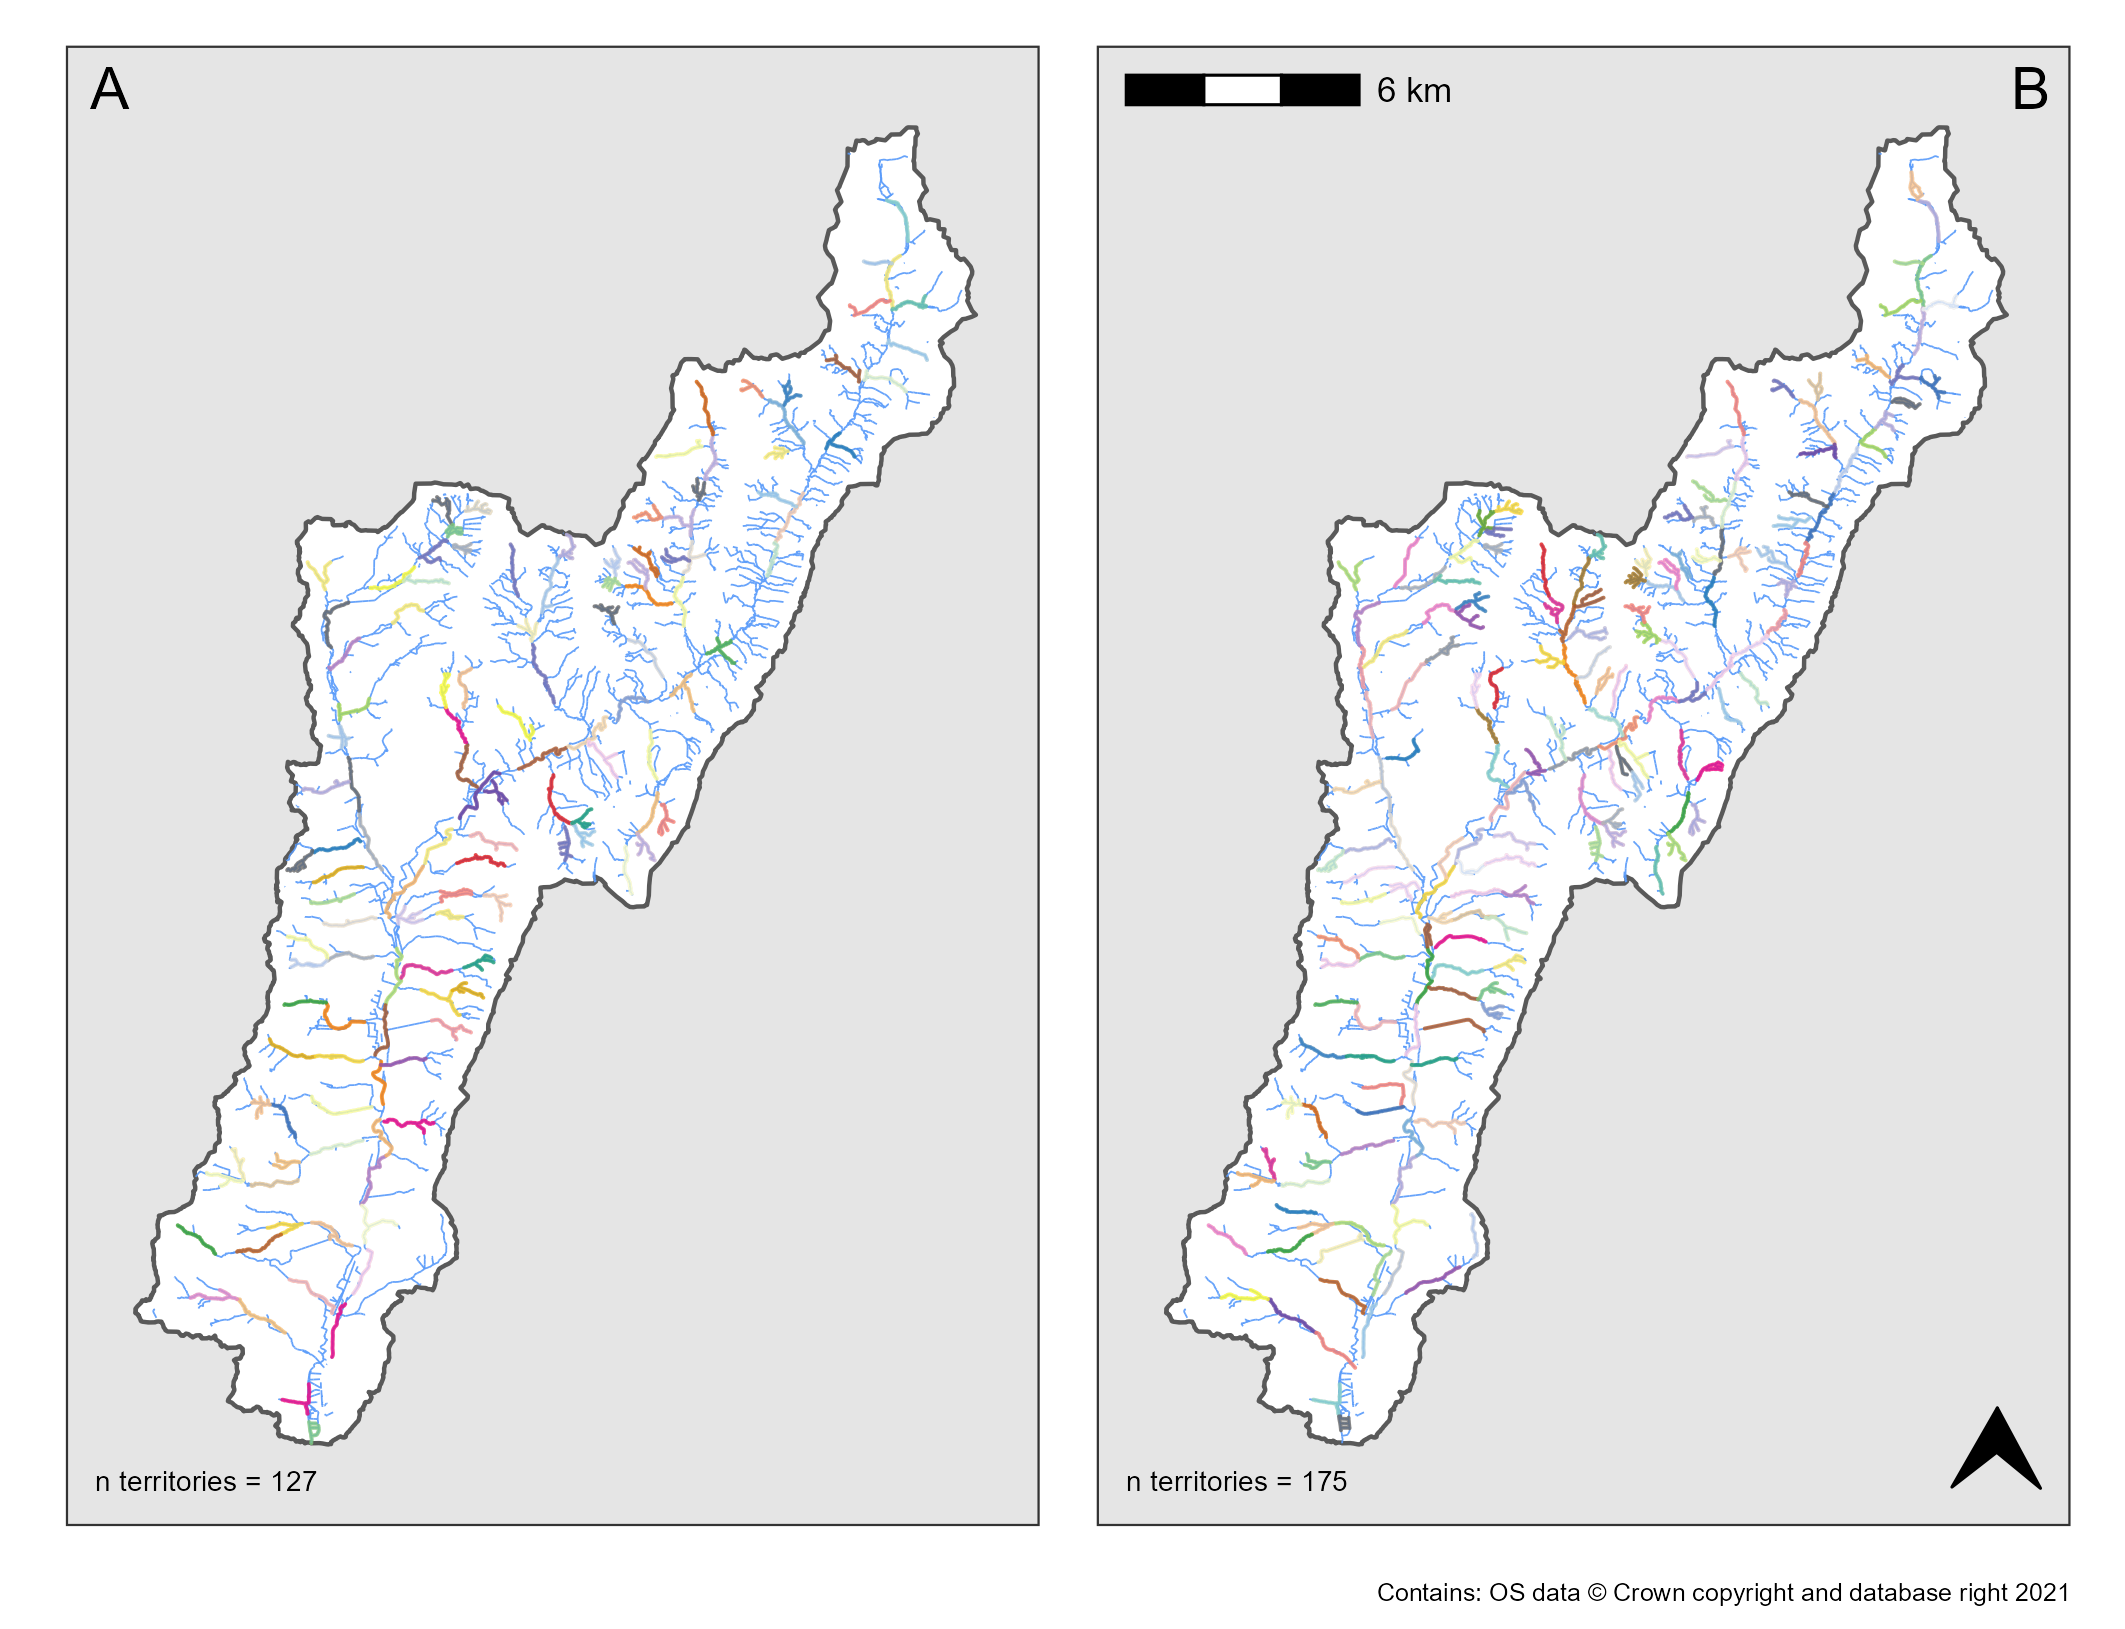 A
6 km
B
n territories = 127
n territories = 175
Contains: OS data © Crown copyright and database right 2021